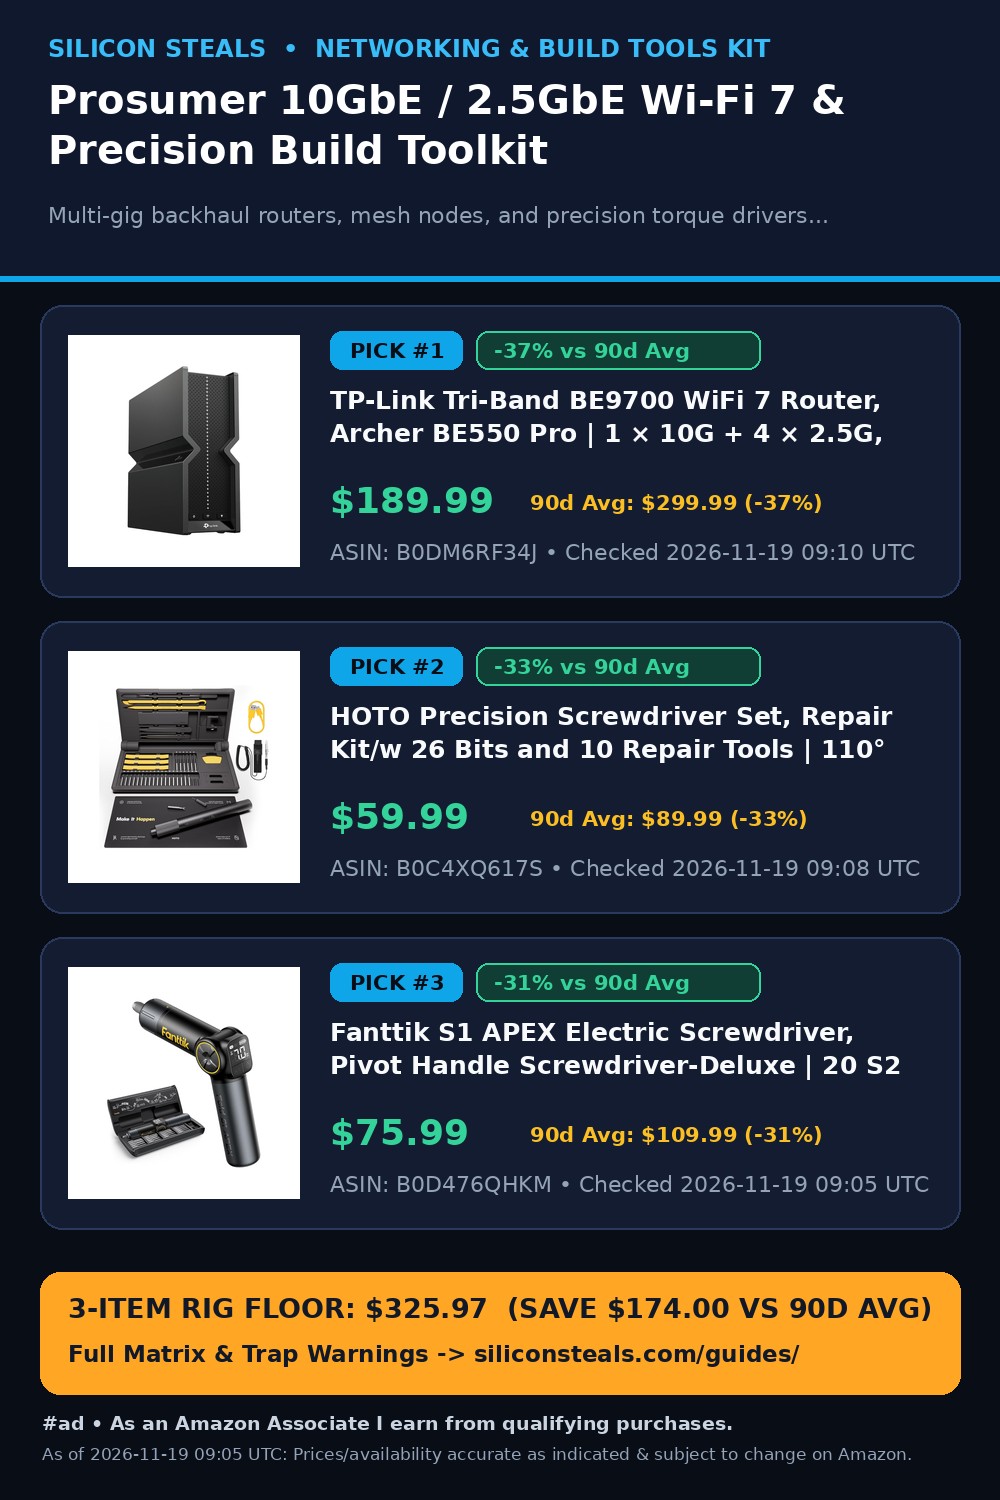 SILICON STEALS • NETWORKING & BUILD TOOLS KIT
Prosumer 10GbE / 2.5GbE Wi-Fi 7 &
Precision Build Toolkit
Multi-gig backhaul routers, mesh nodes, and precision torque drivers...
PICK #1
-37% vs 90d Avg
TP-Link Tri-Band BE9700 WiFi 7 Router,
Archer BE550 Pro | 1 × 10G + 4 × 2.5G,
$189.99
90d Avg: $299.99 (-37%)
ASIN: B0DM6RF34J • Checked 2026-11-19 09:10 UTC
PICK #2
-33% vs 90d Avg
HOTO Precision Screwdriver Set, Repair
Kit/w 26 Bits and 10 Repair Tools | 110°
$59.99
90d Avg: $89.99 (-33%)
ASIN: B0C4XQ617S • Checked 2026-11-19 09:08 UTC
Make It Happen
PICK #3
-31% vs 90d Avg
Fanttik S1 APEX Electric Screwdriver,
Pivot Handle Screwdriver-Deluxe | 20 S2
$75.99
90d Avg: $109.99 (-31%)
ASIN: B0D476QHKM • Checked 2026-11-19 09:05 UTC
Fanttik
3-ITEM RIG FLOOR: $325.97 (SAVE $174.00 VS 90D AVG)
Full Matrix & Trap Warnings -> siliconsteals.com/guides/
#ad • As an Amazon Associate I earn from qualifying purchases.
As of 2026-11-19 09:05 UTC: Prices/availability accurate as indicated & subject to change on Amazon.